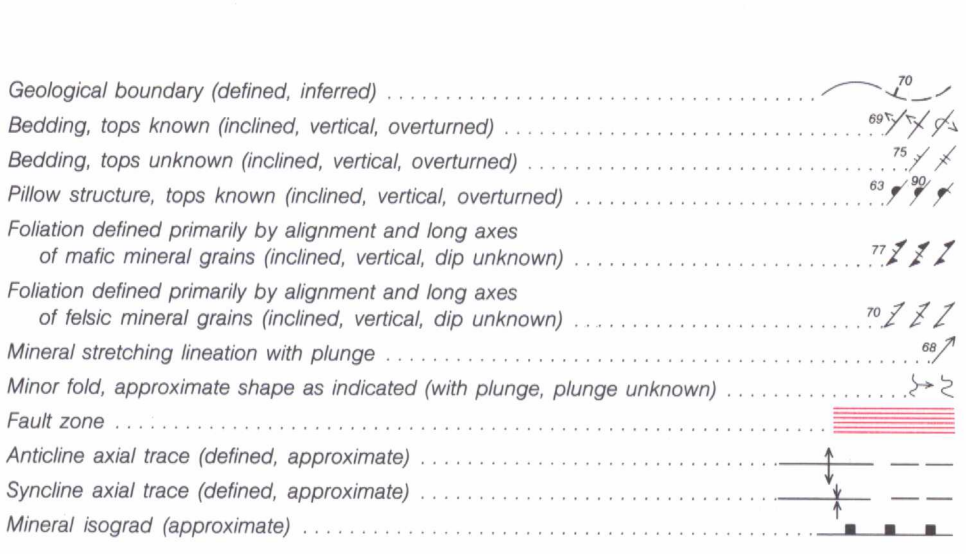 Geological boundary (defined, inferred) 70
Bedding, tops known (inclined, vertical, overturned) 69
Bedding, tops unknown (inclined, vertical, overturned) 75
Pillow structure, tops known (inclined, vertical, overturned) 63 90
Foliation defined primarily by alignment and long axes
of mafic mineral grains (inclined, vertical, dip unknown) 77
Foliation defined primarily by alignment and long axes
of felsic mineral grains (inclined, vertical, dip unknown) 70
Mineral stretching lineation with plunge 68
Minor fold, approximate shape as indicated (with plunge, plunge unknown)
Fault zone
Anticline axial trace (defined, approximate)
Syncline axial trace (defined, approximate)
Mineral isograd (approximate)